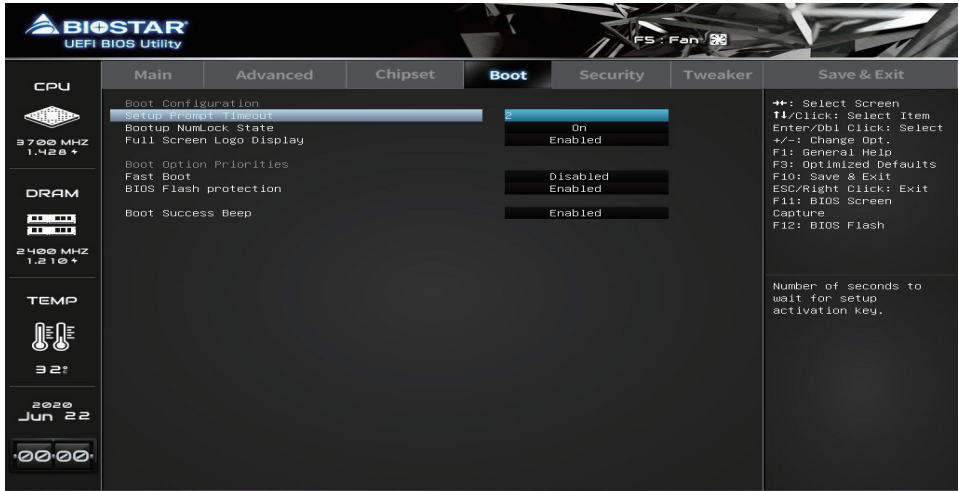 BIOSTAR®
UEFI BIOS Utility
F5 : Fan
Main Advanced Chipset Boot Security Tweaker Save & Exit
CPU
3700 MHZ
1.428
DRAM
2400 MHZ
1.210
TEMP
32
2020
Jun 22
00:00
Boot Configuration
Setup Prompt Timeout 2
Bootup NumLock State On
Full Screen Logo Display Enabled
Boot Option Priorities
Fast Boot Disabled
BIOS Flash protection Enabled
Boot Success Beep Enabled
→←: Select Screen
↑↓/Click: Select Item
Enter/Dbl Click: Select
+/-: Change Opt.
F1: General Help
F3: Optimized Defaults
F10: Save & Exit
ESC/Right Click: Exit
F11: BIOS Screen
Capture
F12: BIOS Flash
Number of seconds to
wait for setup
activation key.